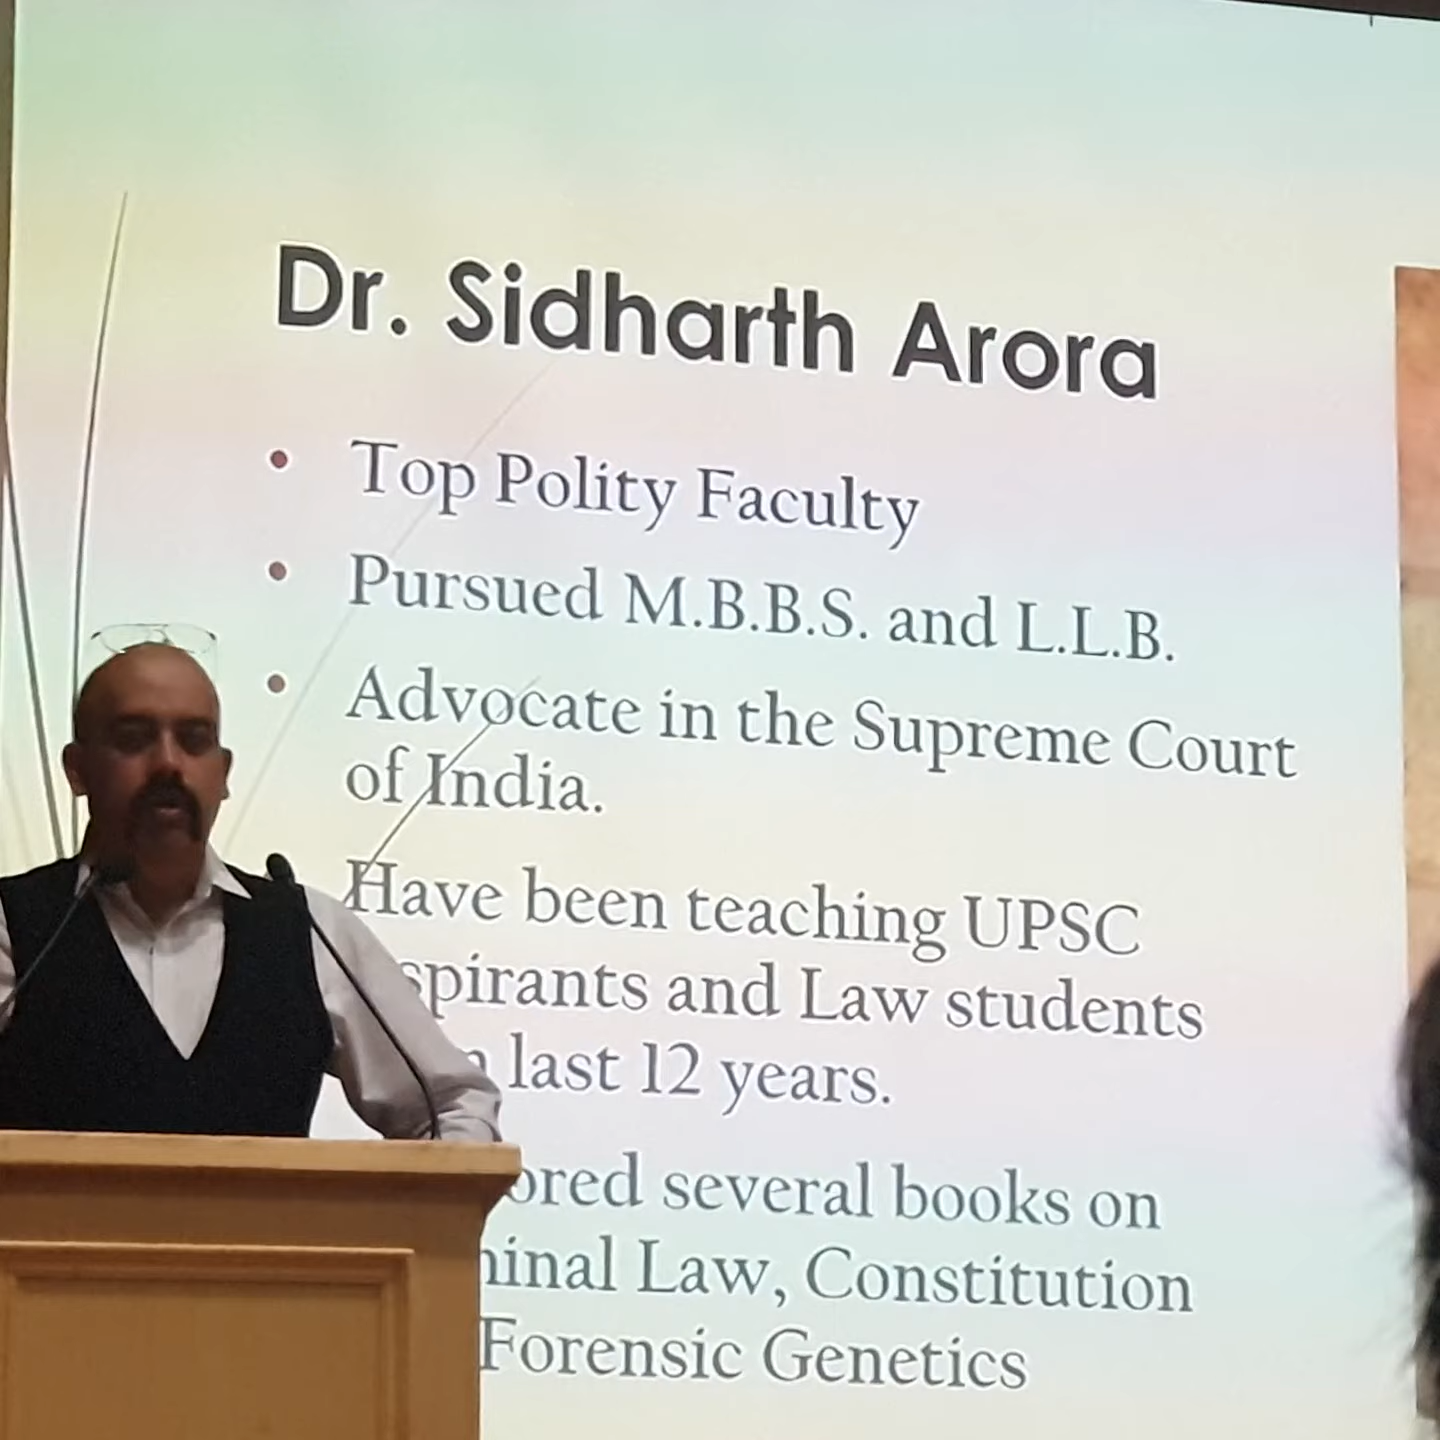 Dr. Sidharth Arora
• Top Polity Faculty
• Pursued M.B.B.S. and L.L.B.
• Advocate in the Supreme Court
of India.
Have been teaching UPSC
spirants and Law students
last 12 years.
ored several books on
inal Law, Constitution
Forensic Genetics